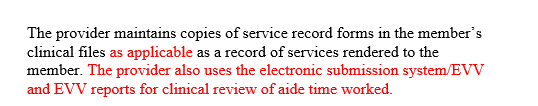 The provider maintains copies of service record forms in the member's
clinical files as applicable as a record of services rendered to the
member. The provider also uses the electronic submission system/EVV
and EVV reports for clinical review of aide time worked.